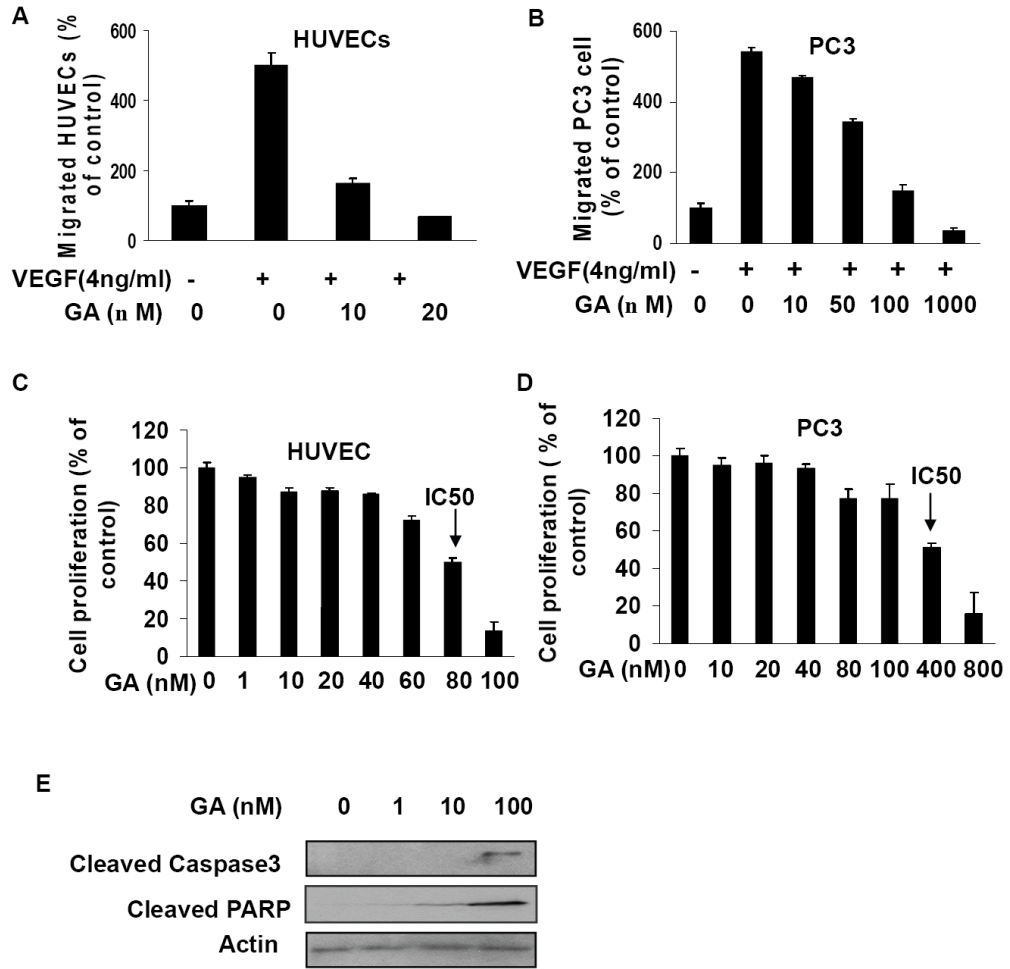 A
Migrated HUVECs (%
of control)
600
400
200
0
HUVECs
VEGF(4ng/ml) - + + +
GA (n M) 0 0 10 20
B
Migrated PC3 cell
(% of control)
600
400
200
0
PC3
VEGF(4ng/ml) - + + + + +
GA (n M) 0 0 10 50 100 1000
C
Cell proliferation (% of
control)
120
100
80
60
40
20
0
HUVEC
IC50
GA (nM) 0 1 10 20 40 60 80 100
D
Cell proliferation ( % of
control)
120
100
80
60
40
20
0
PC3
IC50
GA (nM) 0 10 20 40 80 100 400 800
E
GA (nM) 0 1 10 100
Cleaved Caspase3
Cleaved PARP
Actin